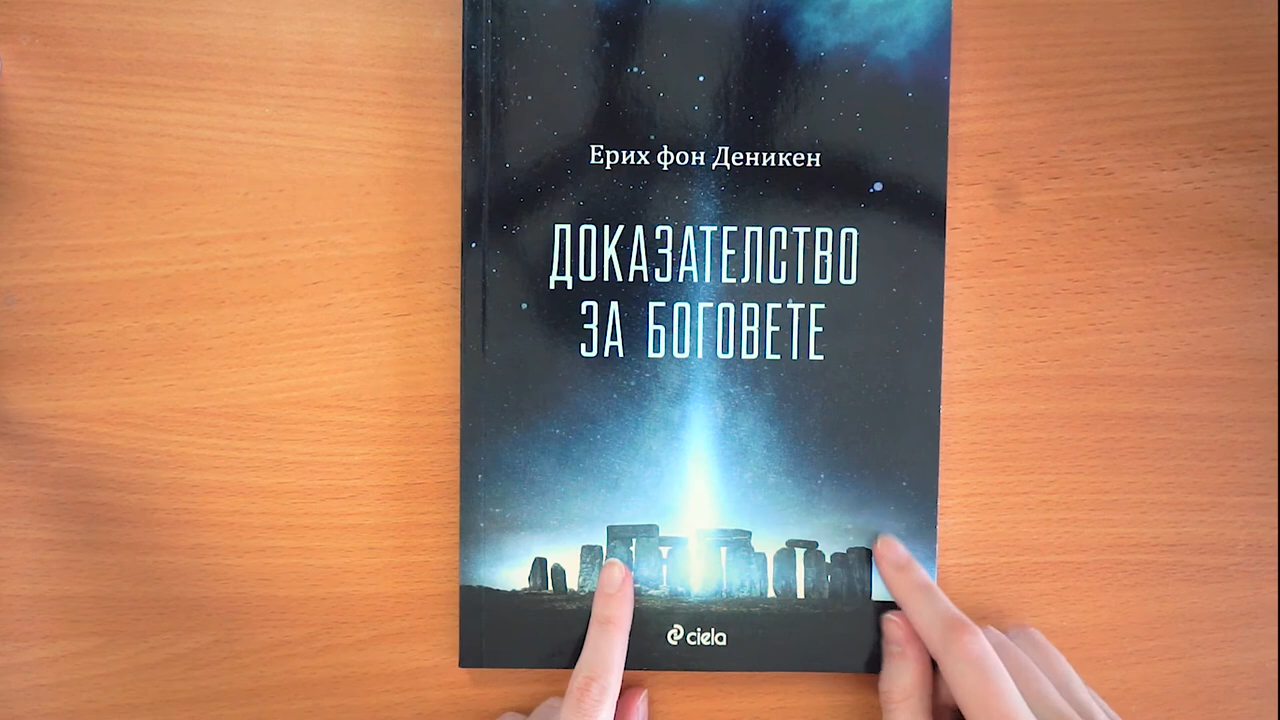 Ерих фон Деникен
ДОКАЗАТЕЛСТВО
ЗА БОГОВЕТЕ
ciela